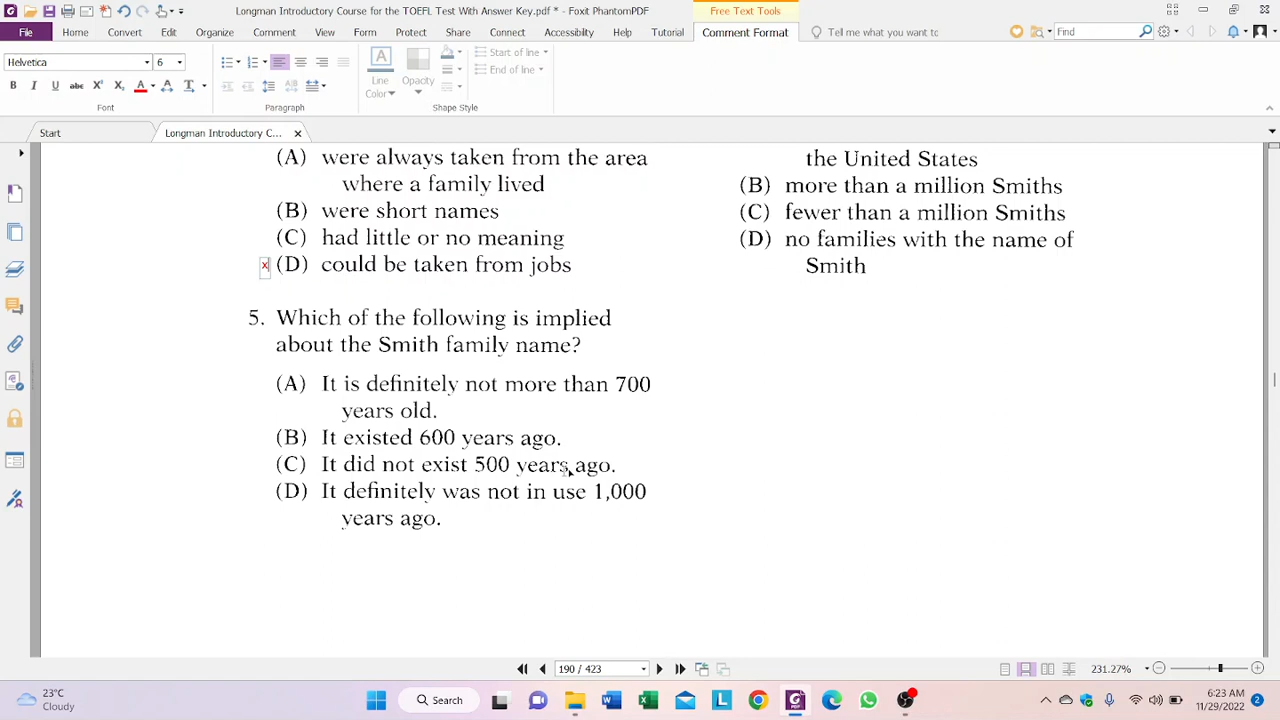 Longman Introductory Course for the TOEFL Test With Answer Key.pdf * - Foxit PhantomPDF
Free Text Tools
File Home Convert Edit Organize Comment View Form Protect Share Connect Accessibility Help Tutorial Comment Format Tell me what you want to Find
Helvetica 6
Line Color
Opacity
Start of line
End of line
Font Paragraph Shape Style
Start Longman Introductory C...
(A) were always taken from the area
where a family lived
(B) were short names
(C) had little or no meaning
x (D) could be taken from jobs
5. Which of the following is implied
about the Smith family name?
(A) It is definitely not more than 700
years old.
(B) It existed 600 years ago.
(C) It did not exist 500 years ago.
(D) It definitely was not in use 1,000
years ago.
the United States
(B) more than a million Smiths
(C) fewer than a million Smiths
(D) no families with the name of
Smith
190 / 423 231.27%
23°C
Cloudy
Search
6:23 AM
11/29/2022
2